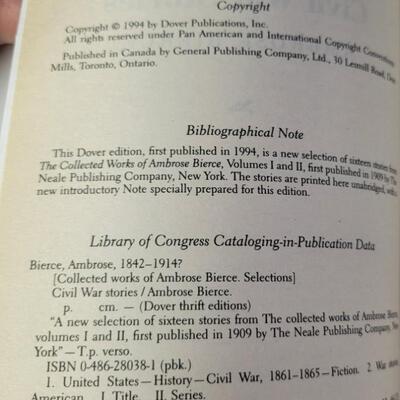 Copyright
Copyright © 1994 by Dover Publications, Inc.
All rights reserved under Pan American and International Copyright Conventions.
Published in Canada by General Publishing Company, Ltd., 30 Lesmill Road, Don
Mills, Toronto, Ontario.
Bibliographical Note
This Dover edition, first published in 1994, is a new selection of sixteen stories from
The Collected Works of Ambrose Bierce, Volumes I and II, first published in 1909 by The
Neale Publishing Company, New York. The stories are printed here unabridged, with a
new introductory Note specially prepared for this edition.
Library of Congress Cataloging-in-Publication Data
Bierce, Ambrose, 1842–1914?
[Collected works of Ambrose Bierce. Selections]
Civil War stories / Ambrose Bierce.
p. cm. — (Dover thrift editions)
"A new selection of sixteen stories from The collected works of Ambrose Bierce,
volumes I and II, first published in 1909 by The Neale Publishing Company, New
York"—T.p. verso.
ISBN 0-486-28038-1 (pbk.)
1. United States—History—Civil War, 1861–1865—Fiction. 2. War stories,
American. I. Title. II. Series.